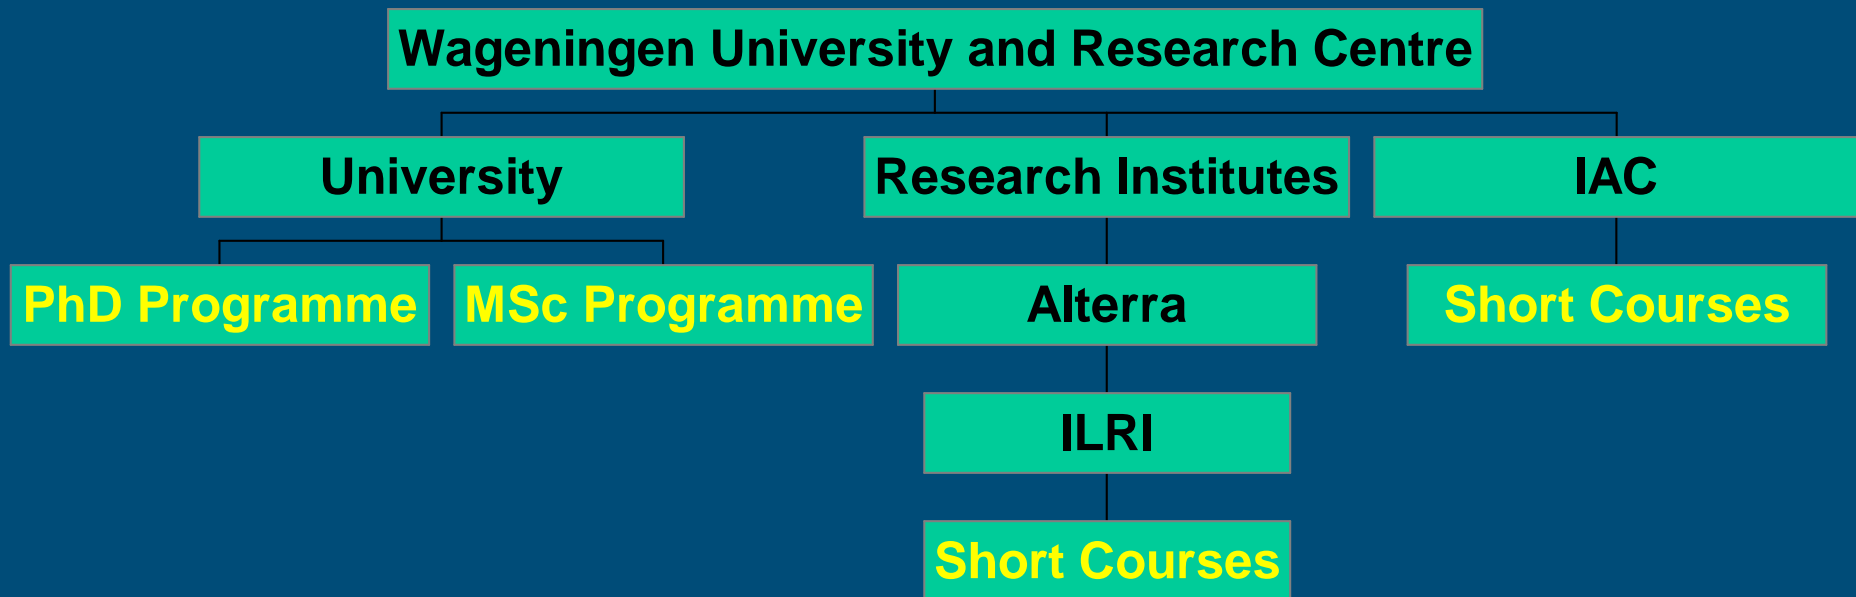 Wageningen University and Research Centre
University
Research Institutes
IAC
PhD Programme
MSc Programme
Alterra
Short Courses
ILRI
Short Courses